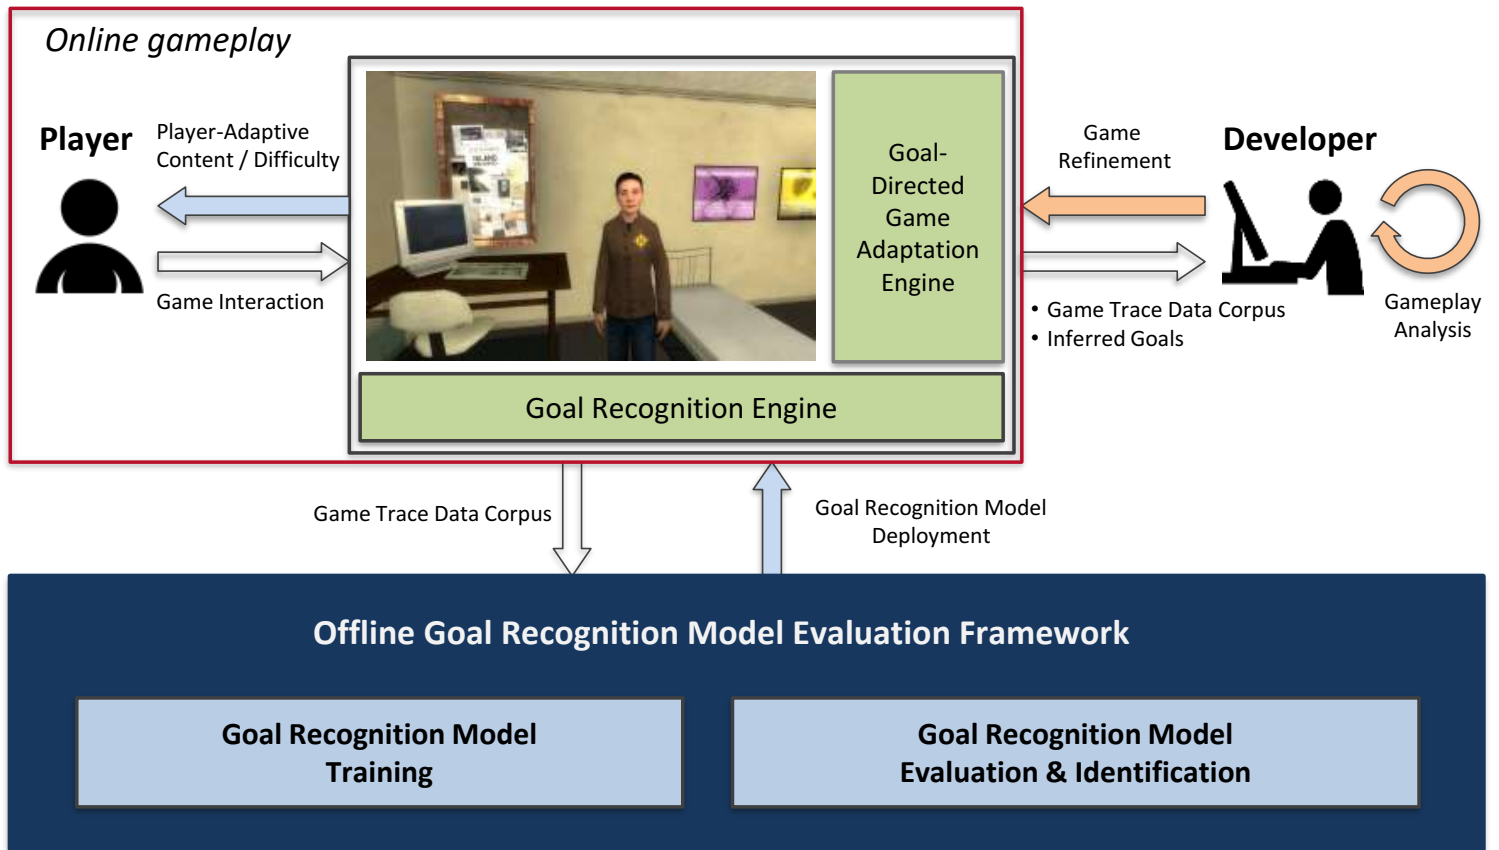 Online gameplay
Player
Player-Adaptive
Content / Difficulty
Game Interaction
Goal-
Directed
Game
Adaptation
Engine
Goal Recognition Engine
Game
Refinement
Developer
• Game Trace Data Corpus
• Inferred Goals
Gameplay
Analysis
Game Trace Data Corpus
Goal Recognition Model
Deployment
Offline Goal Recognition Model Evaluation Framework
Goal Recognition Model
Training
Goal Recognition Model
Evaluation & Identification